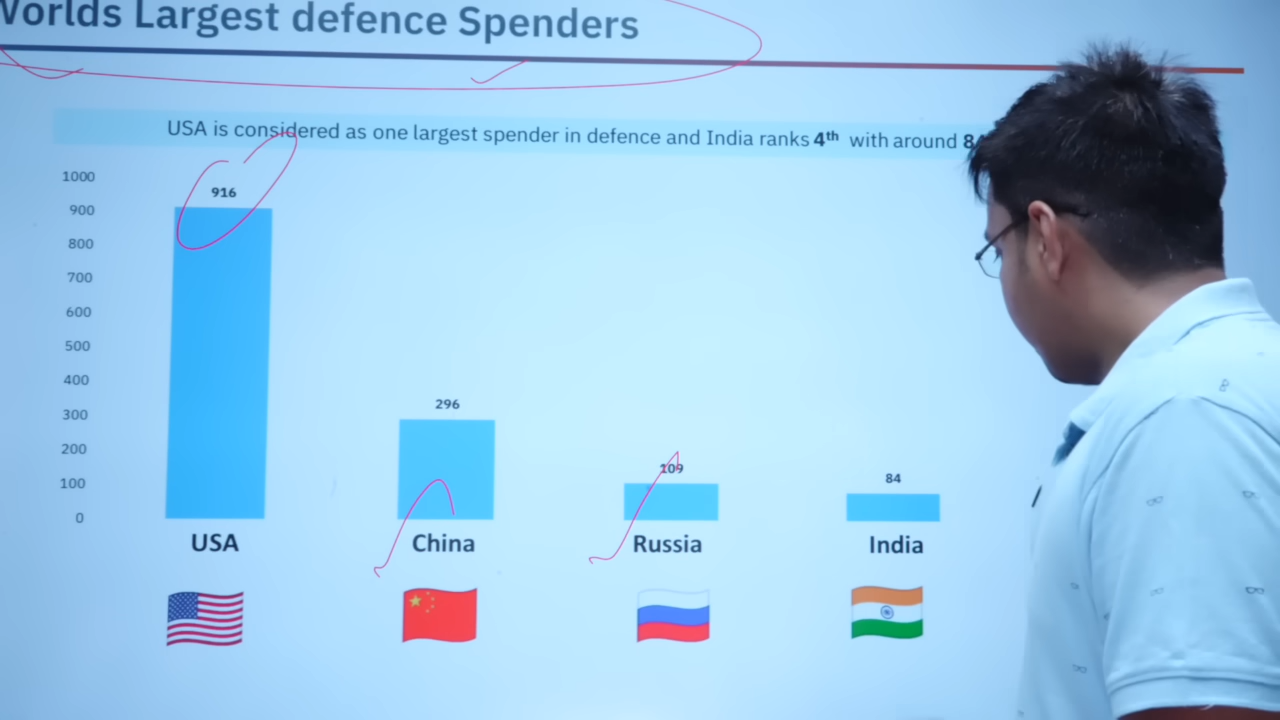 Worlds Largest defence Spenders
USA is considered as one largest spender in defence and India ranks 4th with around
1000
900
800
700
600
500
400
300
200
100
0
916
296
109
84
USA
China
Russia
India